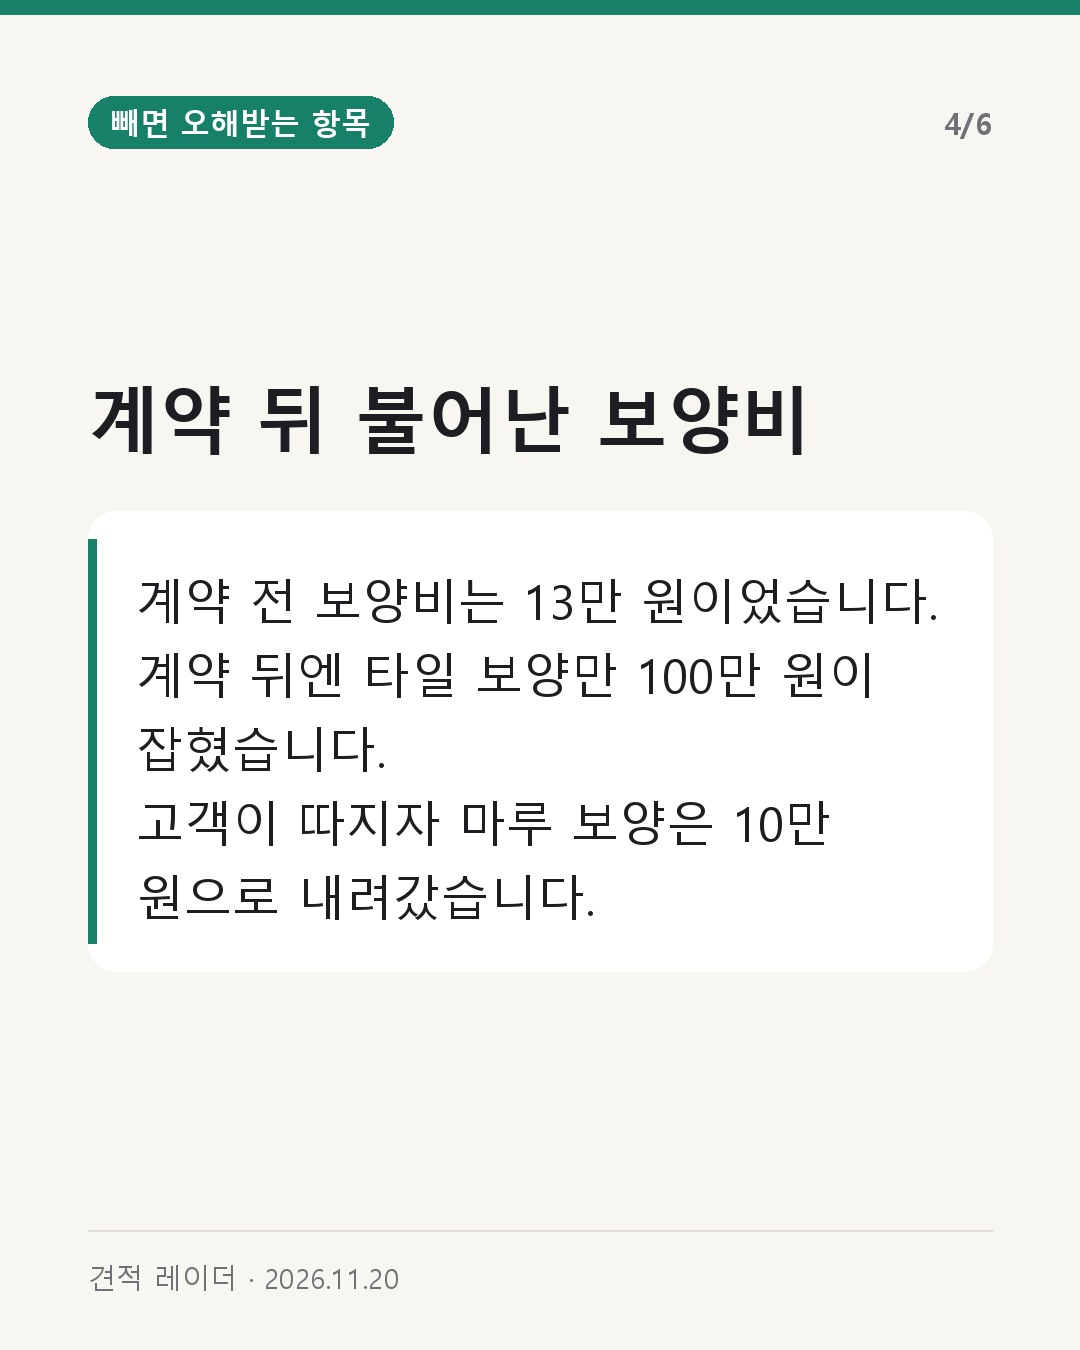 빼면 오해받는 항목
4/6
계약 뒤 불어난 보양비
계약 전 보양비는 13만 원이었습니다.
계약 뒤엔 타일 보양만 100만 원이
잡혔습니다.
고객이 따지자 마루 보양은 10만
원으로 내려갔습니다.
견적 레이더 · 2026.11.20